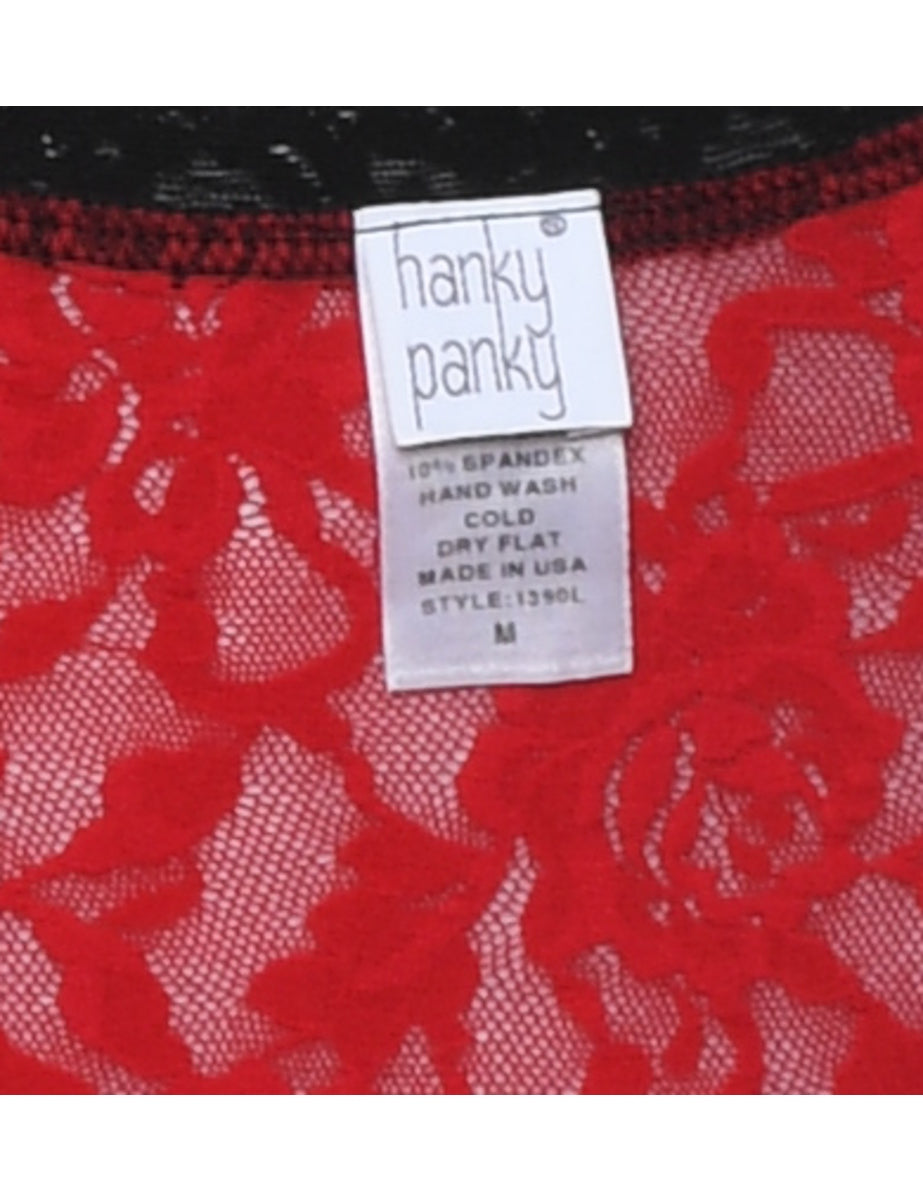 hanky®
panky
10% SPANDEX
HAND WASH
COLD
DRY FLAT
MADE IN USA
STYLE:1390L
M